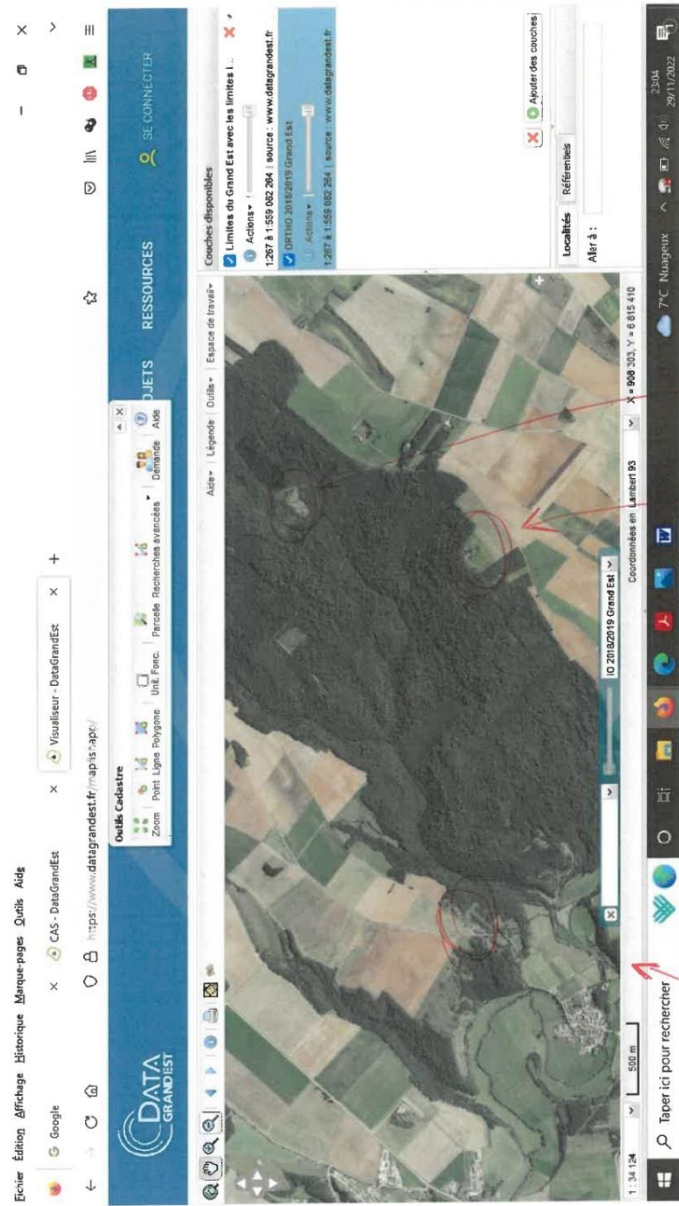 Fichier Édition Affichage Historique Marque-pages Outils Aide
Google × CAS - DataGrandEst × Visualiseur - DataGrandEst × +
https://www.datagrandest.fr/mapfishapp/
DATA
GRANDEST
OJETS RESSOURCES SE CONNECTER
Outils Cadastre
Zoom Point Ligne Polygone Unit. Fonc. Parcelle Recherches avancées Demande Aide
Aide Légende Outils Espace de travail
Couches disponibles
Limites du Grand Est avec les limites i...
Actions
1:267 à 1:559 082 264 | source : www.datagrandest.fr
ORTHO 2018/2019 Grand Est
Actions
1:267 à 1:559 082 264 | source : www.datagrandest.fr
Ajouter des couches
Localités Référentiels
Aller à :
IO 2018/2019 Grand Est
1 : 34 124 500 m Coordonnées en Lambert 93 X = 908 303, Y = 6 815 410
Taper ici pour rechercher
7°C Nuageux
23:04
29/11/2022